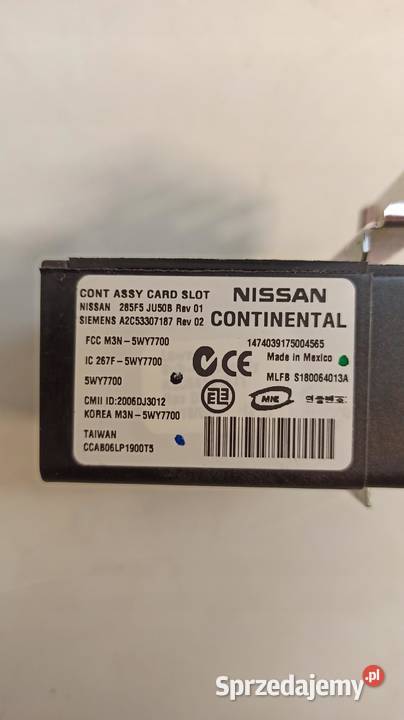 CONT ASSY CARD SLOT
NISSAN
NISSAN 285F5 JU50B Rev 01
SIEMENS A2C53307187 Rev 02
CONTINENTAL
FCC M3N-5WY7700
1474039175004565
IC 267F-5WY7700
Made in Mexico
5WY7700
MLFB S180064013A
CMII ID:2006DJ3012
KOREA M3N-5WY7700
MIC
TAIWAN
CCAB06LP1900T5
Sprzedajemy.pl